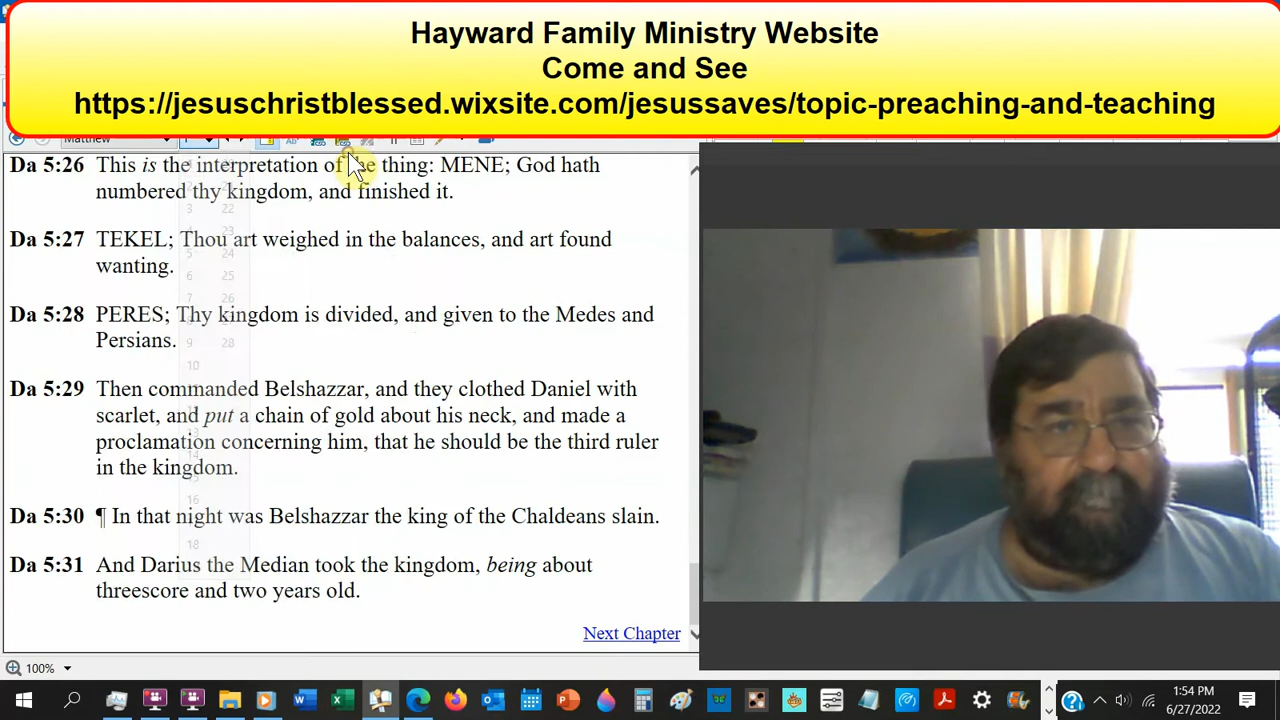 Hayward Family Ministry Website
Come and See
https://jesuschristblessed.wixsite.com/jesussaves/topic-preaching-and-teaching
Matthew
Da 5:26 This is the interpretation of the thing: MENE; God hath
numbered thy kingdom, and finished it.
Da 5:27 TEKEL; Thou art weighed in the balances, and art found
wanting.
Da 5:28 PERES; Thy kingdom is divided, and given to the Medes and
Persians.
Da 5:29 Then commanded Belshazzar, and they clothed Daniel with
scarlet, and put a chain of gold about his neck, and made a
proclamation concerning him, that he should be the third ruler
in the kingdom.
Da 5:30 ¶ In that night was Belshazzar the king of the Chaldeans slain.
Da 5:31 And Darius the Median took the kingdom, being about
threescore and two years old.
Next Chapter
100%
1:54 PM
6/27/2022